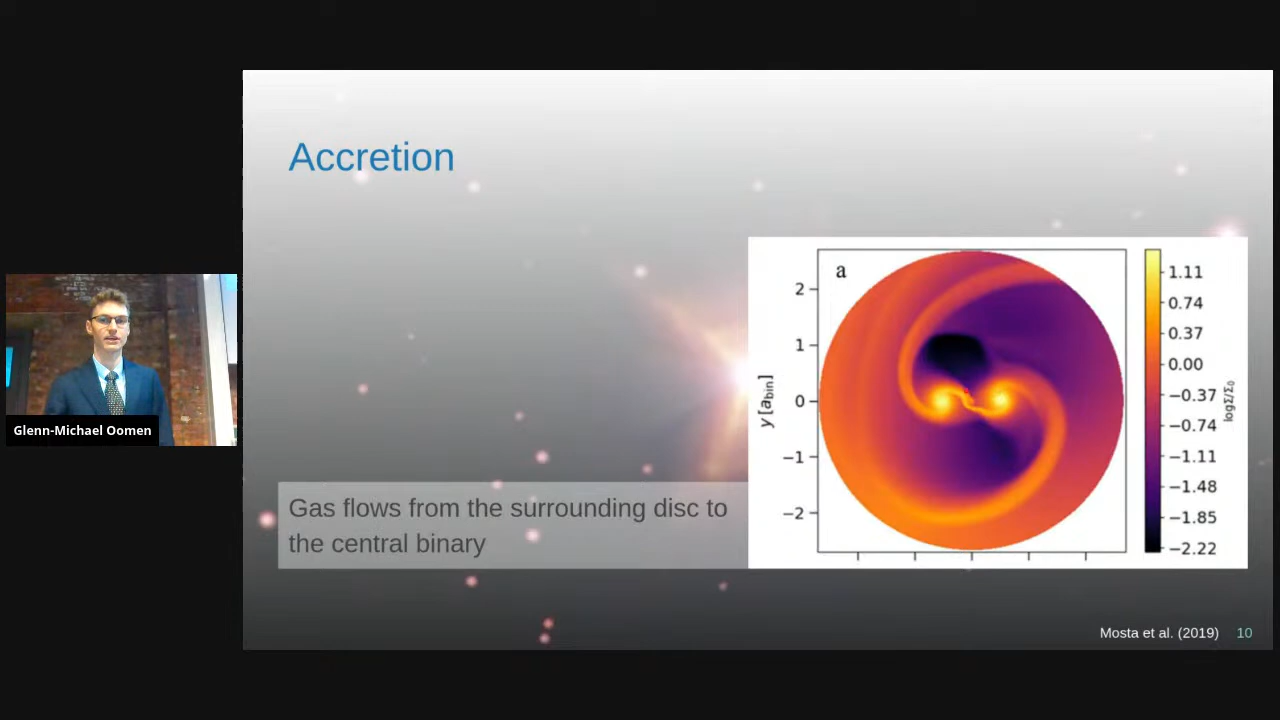 Accretion
Gas flows from the surrounding disc to
the central binary
a
2
1
0
−1
−2
y [a_bin]
1.11
0.74
0.37
0.00
−0.37
−0.74
−1.11
−1.48
−1.85
−2.22
logΣ/Σ₀
Glenn-Michael Oomen
Mosta et al. (2019) 10